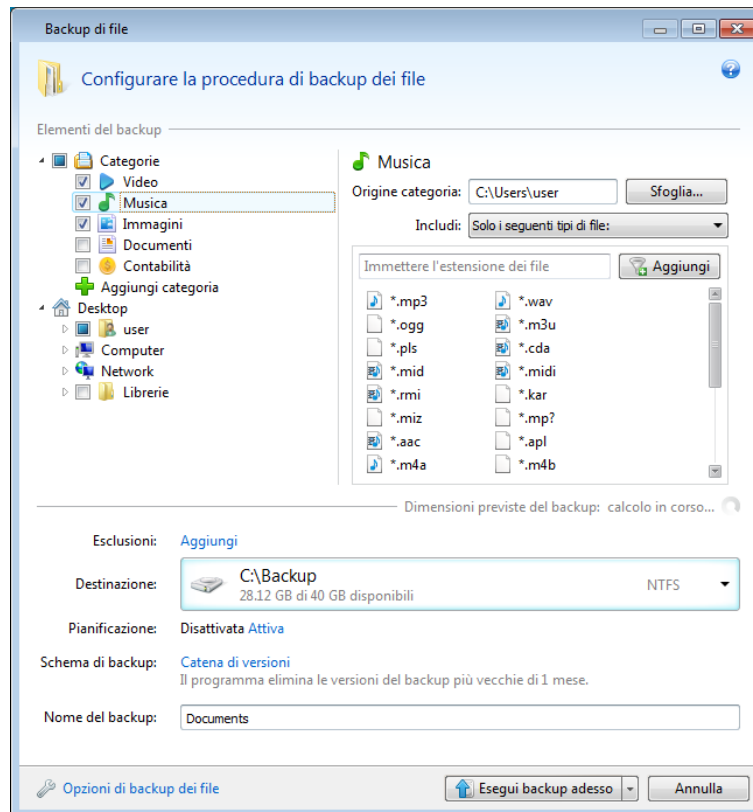 Backup di file
Configurare la procedura di backup dei file
Elementi del backup
Categorie
Video
Musica
Immagini
Documenti
Contabilità
Aggiungi categoria
Desktop
user
Computer
Network
Librerie
Musica
Origine categoria: C:\Users\user Sfoglia...
Includi: Solo i seguenti tipi di file:
Immettere l'estensione dei file Aggiungi
*.mp3 *.wav
*.ogg *.m3u
*.pls *.cda
*.mid *.midi
*.rmi *.kar
*.miz *.mp?
*.aac *.apl
*.m4a *.m4b
Dimensioni previste del backup: calcolo in corso...
Esclusioni: Aggiungi
Destinazione: C:\Backup NTFS
28.12 GB di 40 GB disponibili
Pianificazione: Disattivata Attiva
Schema di backup: Catena di versioni
Il programma elimina le versioni del backup più vecchie di 1 mese.
Nome del backup: Documents
Opzioni di backup dei file Esegui backup adesso Annulla